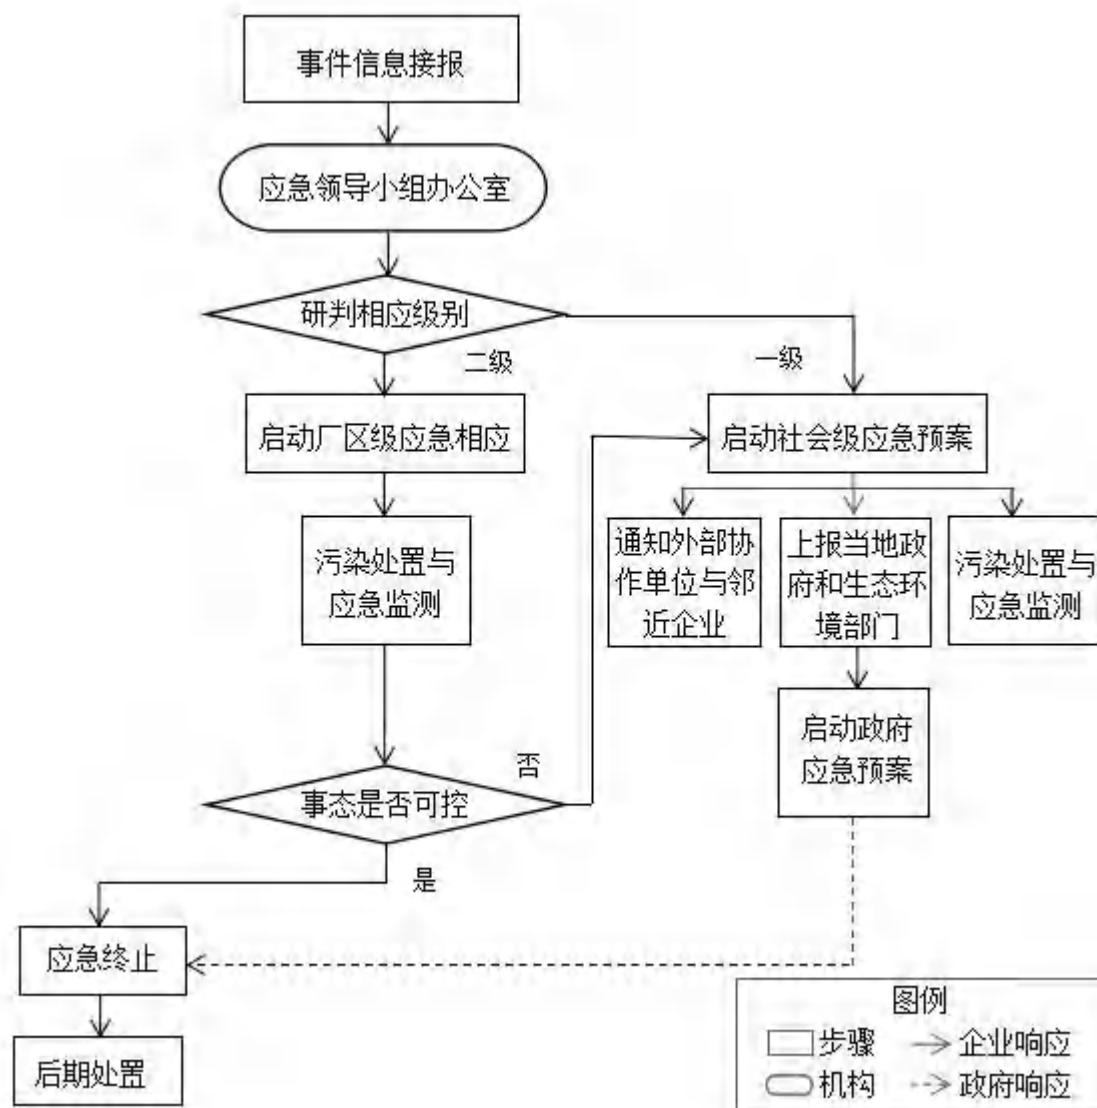 事件信息接报
应急领导小组办公室
研判相应级别
二级
一级
启动厂区级应急相应
启动社会级应急预案
污染处置与
应急监测
通知外部协
作单位与邻
近企业
上报当地政
府和生态环
境部门
污染处置与
应急监测
启动政府
应急预案
否
事态是否可控
是
应急终止
后期处置
图例
步骤
企业响应
机构
政府响应